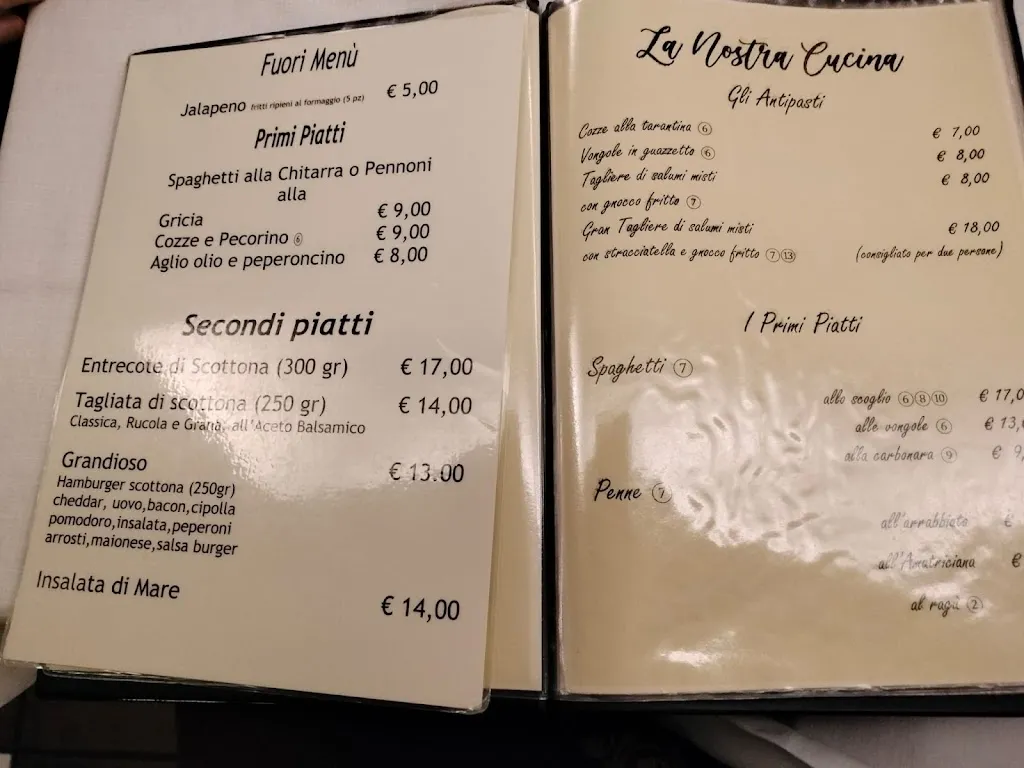 Fuori Menù
Jalapeno fritti ripieni al formaggio (5 pz) € 5,00
Primi Piatti
Spaghetti alla Chitarra o Pennoni
alla
Gricia € 9,00
Cozze e Pecorino ⑥ € 9,00
Aglio olio e peperoncino € 8,00
Secondi piatti
Entrecote di Scottona (300 gr) € 17,00
Tagliata di scottona (250 gr) € 14,00
Classica, Rucola e Grana, all'Aceto Balsamico
Grandioso € 13.00
Hamburger scottona (250gr)
cheddar, uovo,bacon,cipolla
pomodoro,insalata,peperoni
arrosti,maionese,salsa burger
Insalata di Mare
€ 14,00
La Nostra Cucina
Gli Antipasti
Cozze alla tarantina ⑥ € 7,00
Vongole in guazzetto ⑥ € 8,00
Tagliere di salumi misti € 8,00
con gnocco fritto ⑦
Gran Tagliere di salumi misti € 18,00
con stracciatella e gnocco fritto ⑦⑬ (consigliato per due persone)
I Primi Piatti
Spaghetti ⑦
allo scoglio ⑥⑧⑩ € 17,0
alle vongole ⑥ € 13,
alla carbonara ⑨ € 9,
Penne ⑦
all'arrabbiata €
all'Amatriciana €
al ragù ②